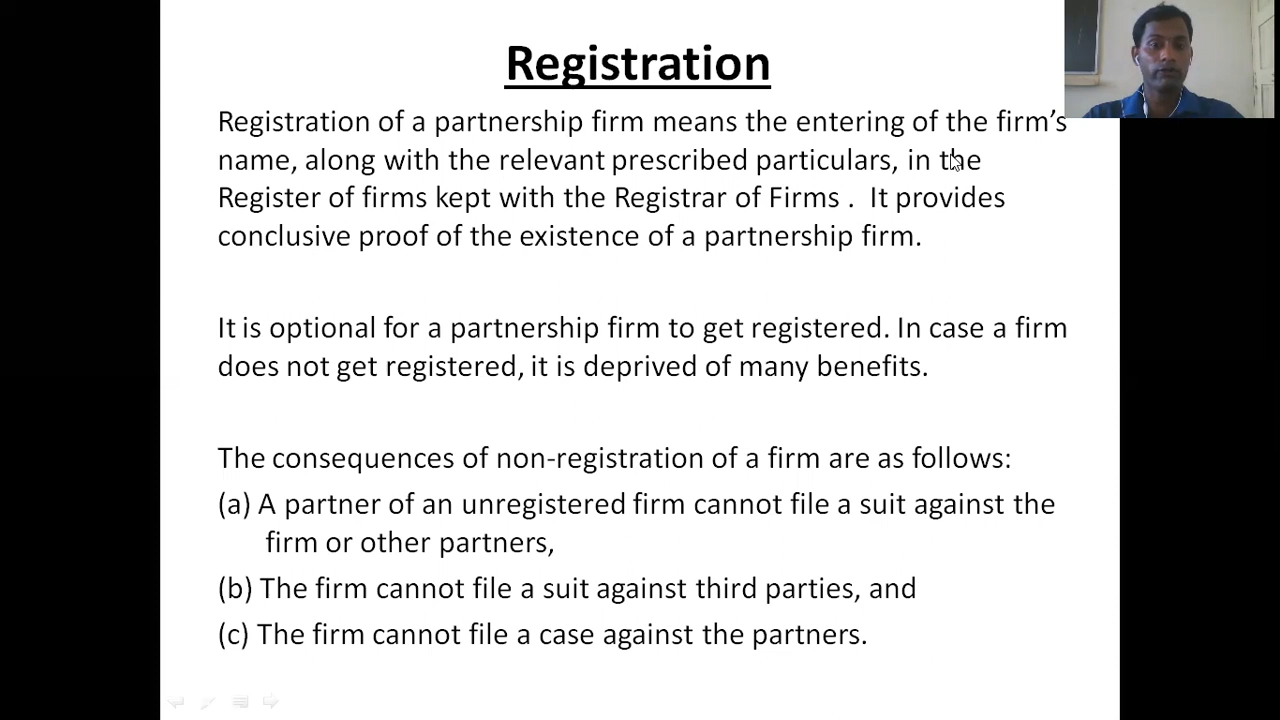 Registration
Registration of a partnership firm means the entering of the firm’s
name, along with the relevant prescribed particulars, in the
Register of firms kept with the Registrar of Firms .  It provides
conclusive proof of the existence of a partnership firm.
It is optional for a partnership firm to get registered. In case a firm
does not get registered, it is deprived of many benefits.
The consequences of non-registration of a firm are as follows:
(a) A partner of an unregistered firm cannot file a suit against the
firm or other partners,
(b) The firm cannot file a suit against third parties, and
(c) The firm cannot file a case against the partners.